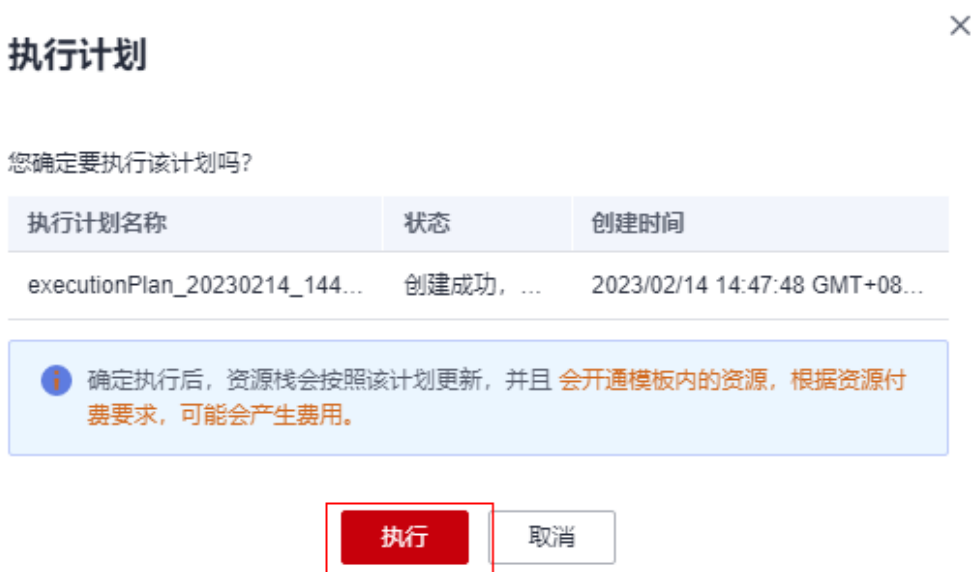 执行计划
您确定要执行该计划吗?
执行计划名称 状态 创建时间
executionPlan_20230214_144... 创建成功, ... 2023/02/14 14:47:48 GMT+08...
确定执行后，资源栈会按照该计划更新，并且 会开通模板内的资源，根据资源付
费要求，可能会产生费用。
执行 取消